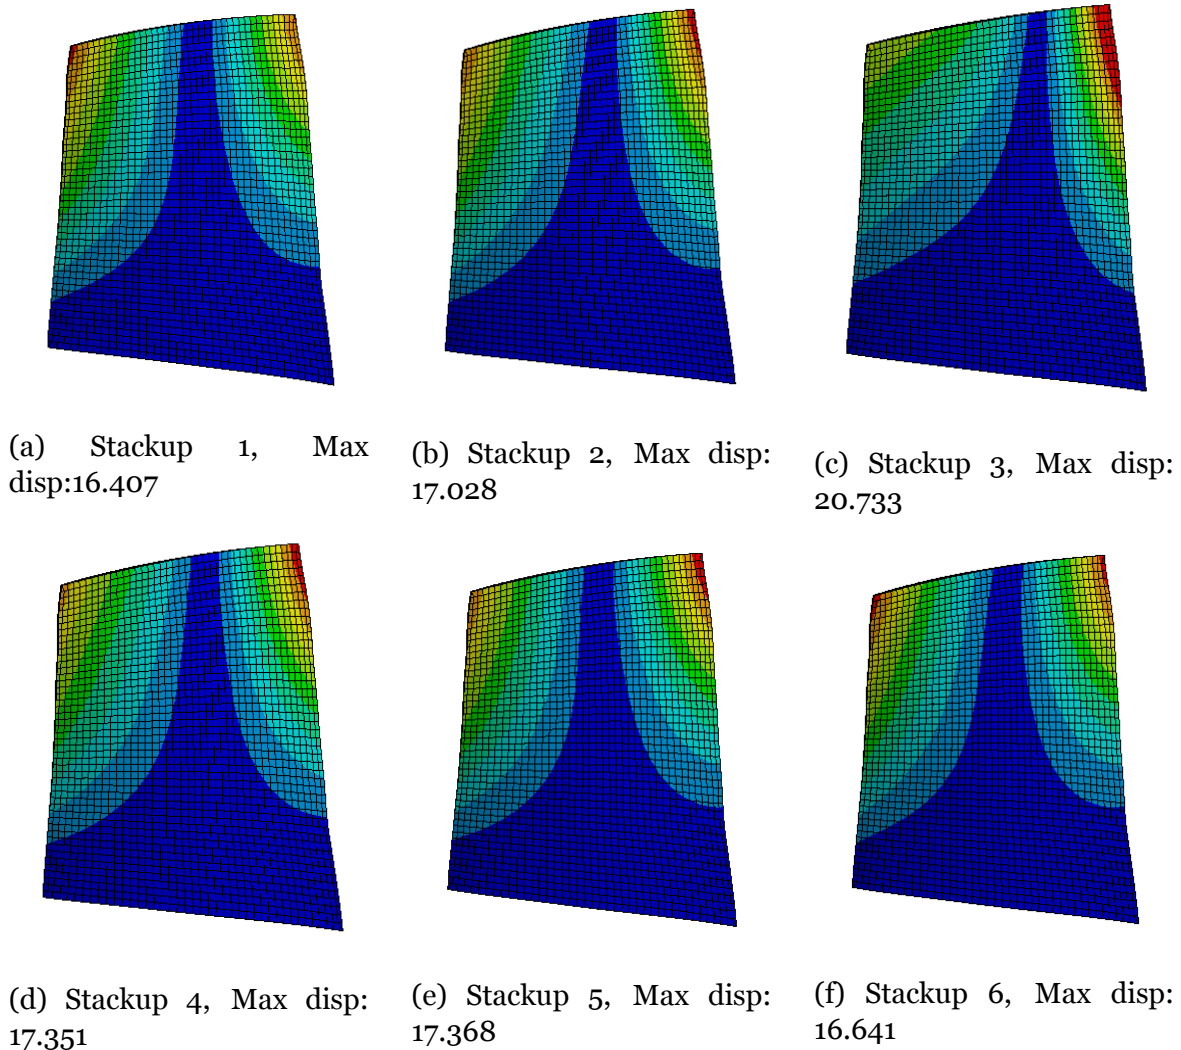 (a) Stackup 1, Max
disp:16.407
(b) Stackup 2, Max disp:
17.028
(c) Stackup 3, Max disp:
20.733
(d) Stackup 4, Max disp:
17.351
(e) Stackup 5, Max disp:
17.368
(f) Stackup 6, Max disp:
16.641